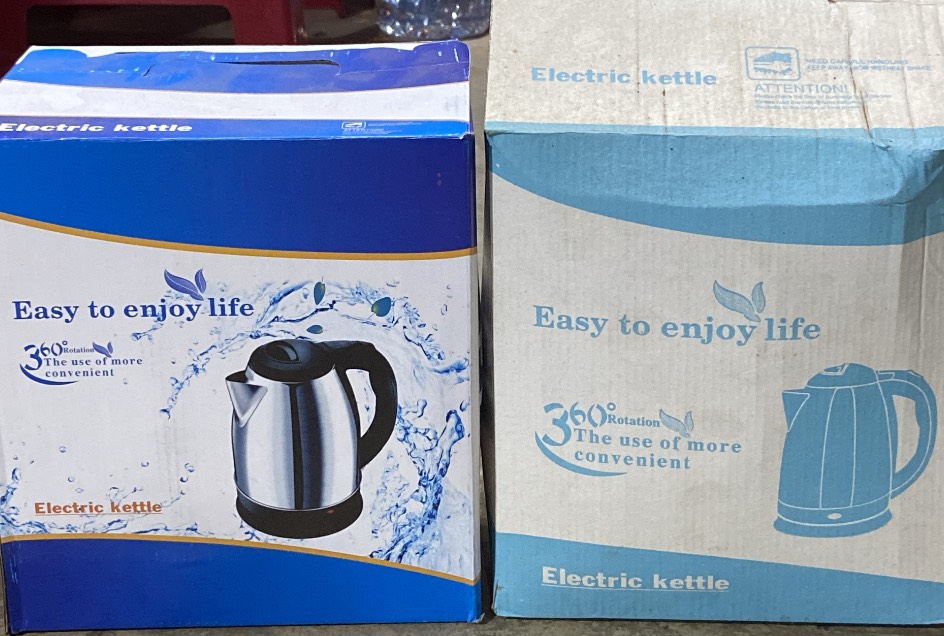 Electric kettle
Easy to enjoy life
360° Rotation
The use of more
convenient
Electric kettle
Electric kettle
ATTENTION!
Easy to enjoy life
360° Rotation
The use of more
convenient
Electric kettle